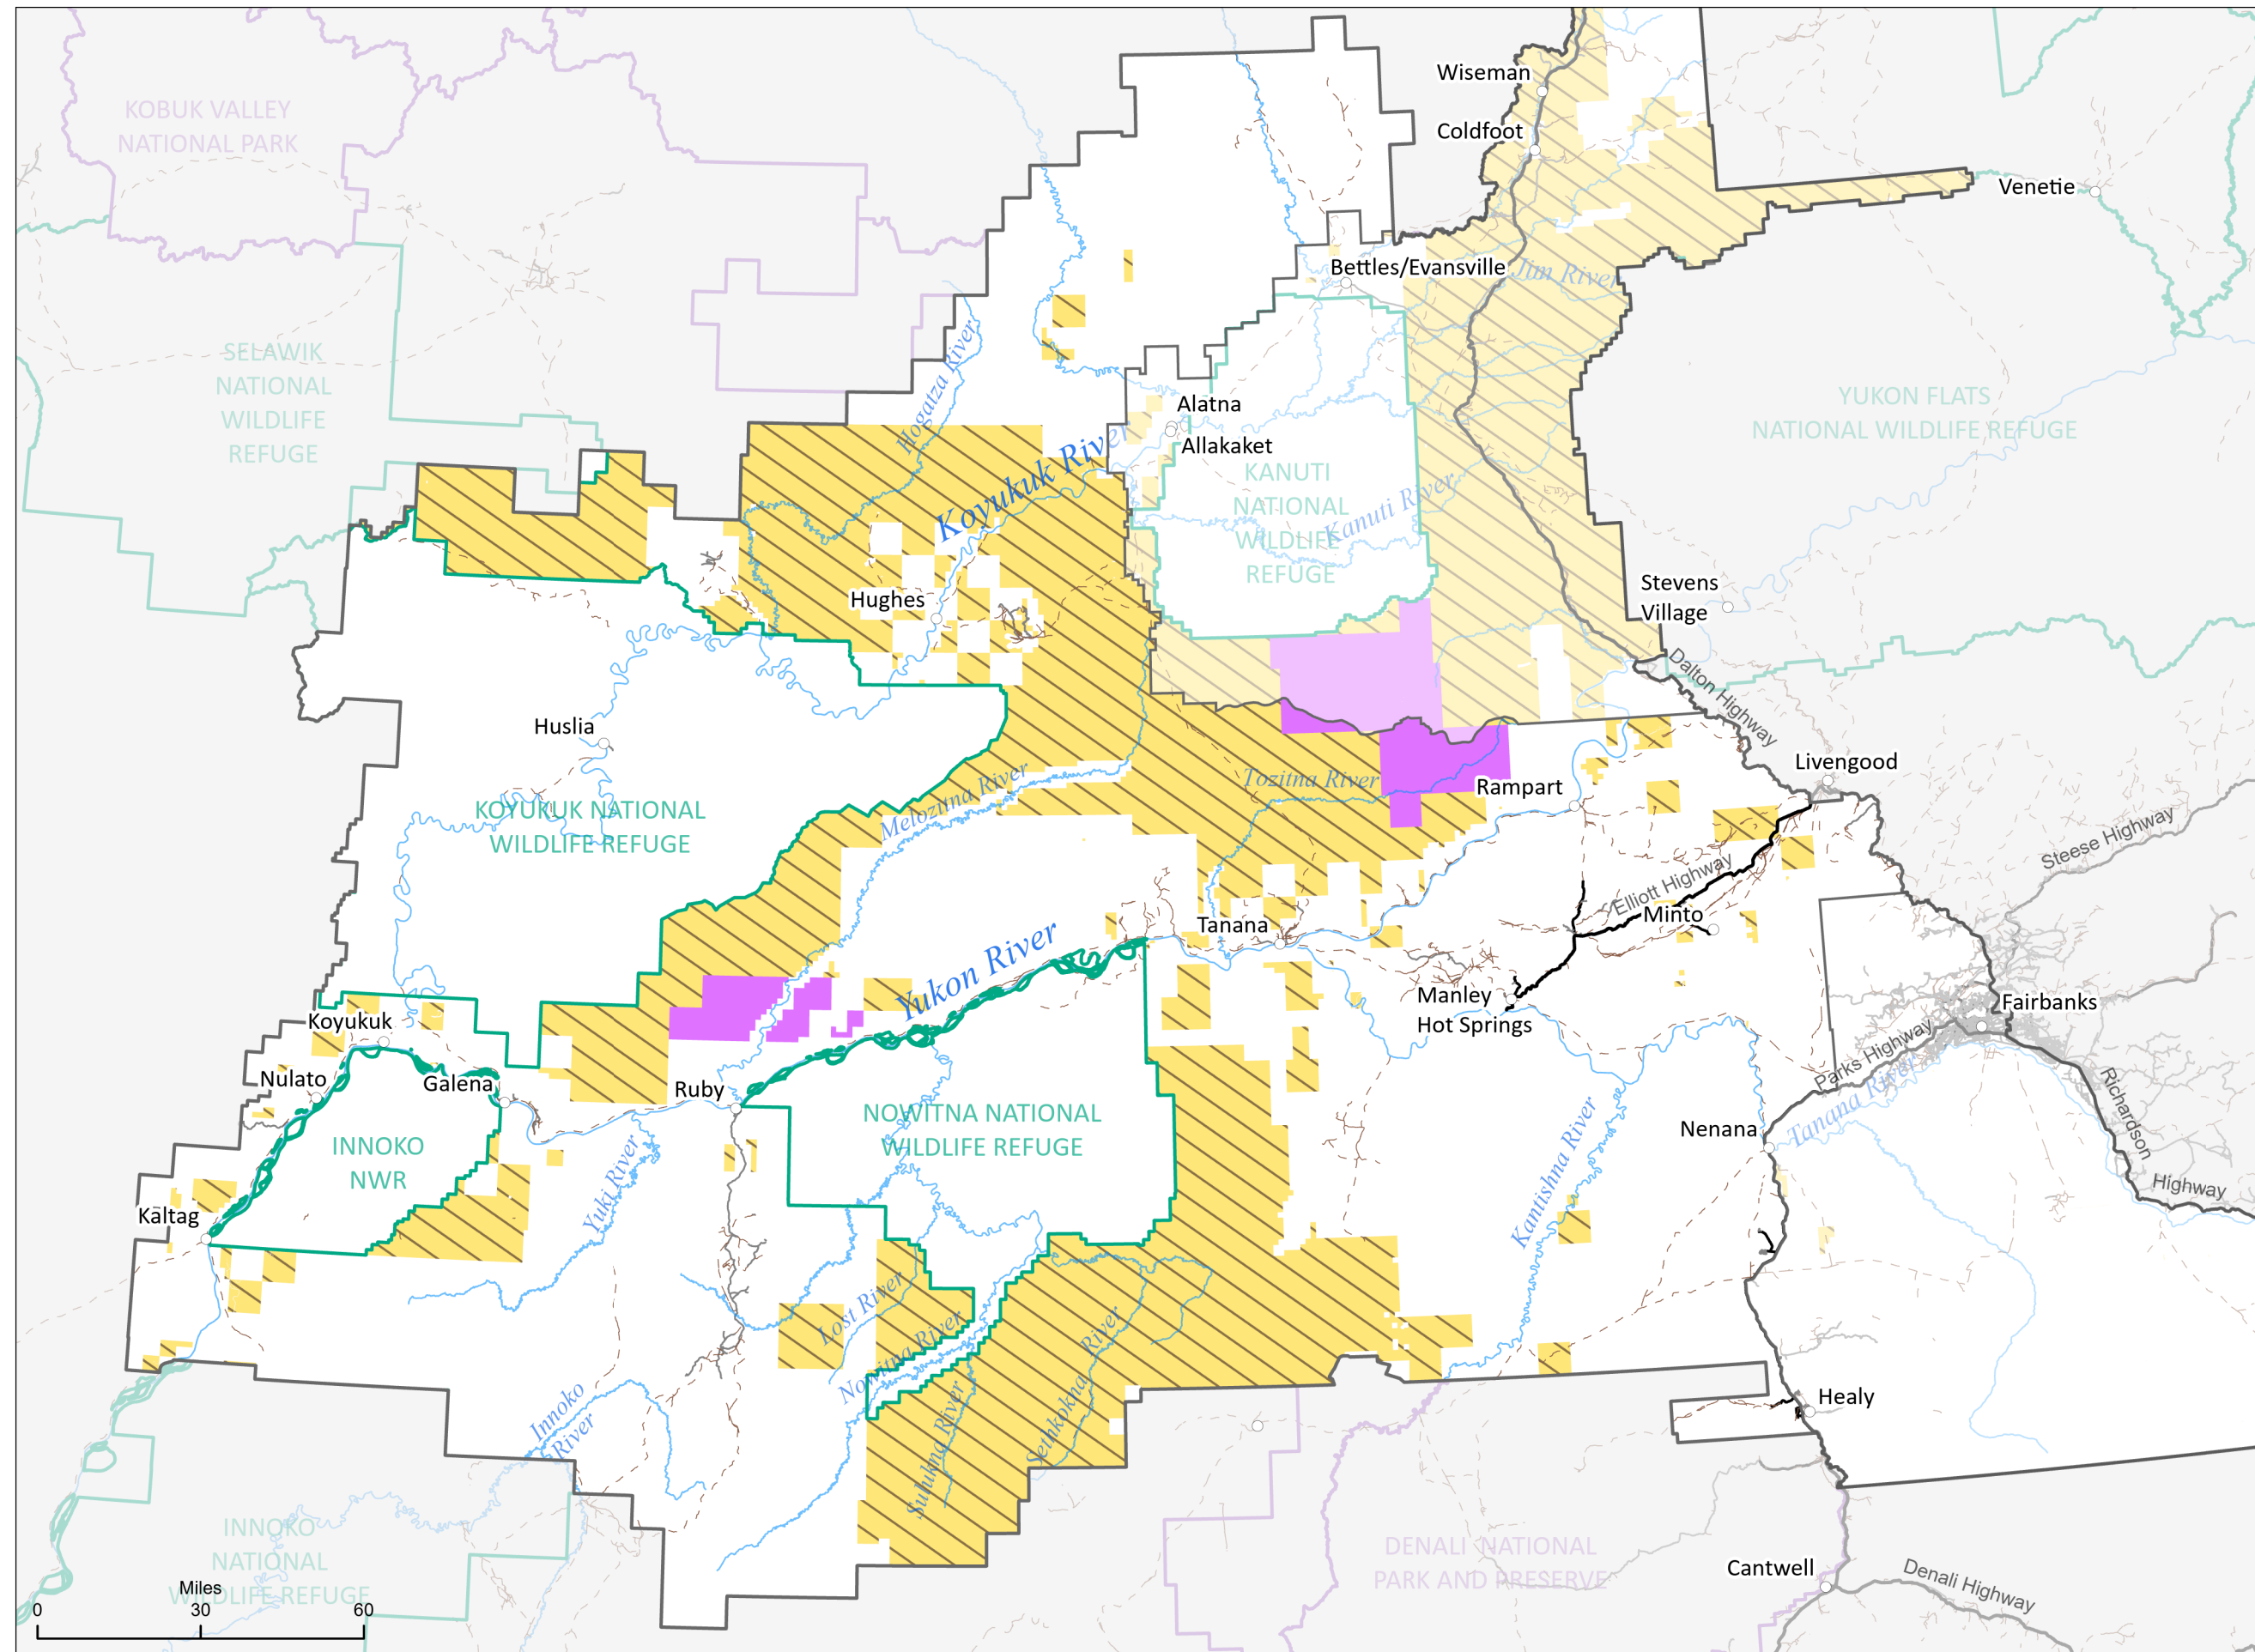 Wiseman
KOBUK VALLEY
NATIONAL PARK
Coldfoot
Venetie
Bettles/Evansville
Jim River
SELAWIK
NATIONAL
WILDLIFE
REFUGE
Hogatza River
Alatna
Allakaket
YUKON FLATS
NATIONAL WILDLIFE REFUGE
Koyukuk River
KANUTI
NATIONAL
WILDLIFE
REFUGE
Kanuti River
Hughes
Stevens
Village
Dalton Highway
Huslia
Livengood
Melozitna River
Tozitna River
Rampart
KOYUKUK NATIONAL
WILDLIFE REFUGE
Steese Highway
Elliott Highway
Minto
Tanana
Yukon River
Manley
Hot Springs
Fairbanks
Koyukuk
Parks Highway
Tanana River
Richardson
Highway
Nulato
Galena
Ruby
NOWITNA NATIONAL
WILDLIFE REFUGE
Nenana
INNOKO
NWR
Yuki River
Kantishna River
Kaltag
Lost River
Nowitna River
Sulukna River
Sethkokna River
Innoko
River
Healy
INNOKO
NATIONAL
WILDLIFE REFUGE
DENALI NATIONAL
PARK AND PRESERVE
Cantwell
Denali Highway
Miles
0 30 60